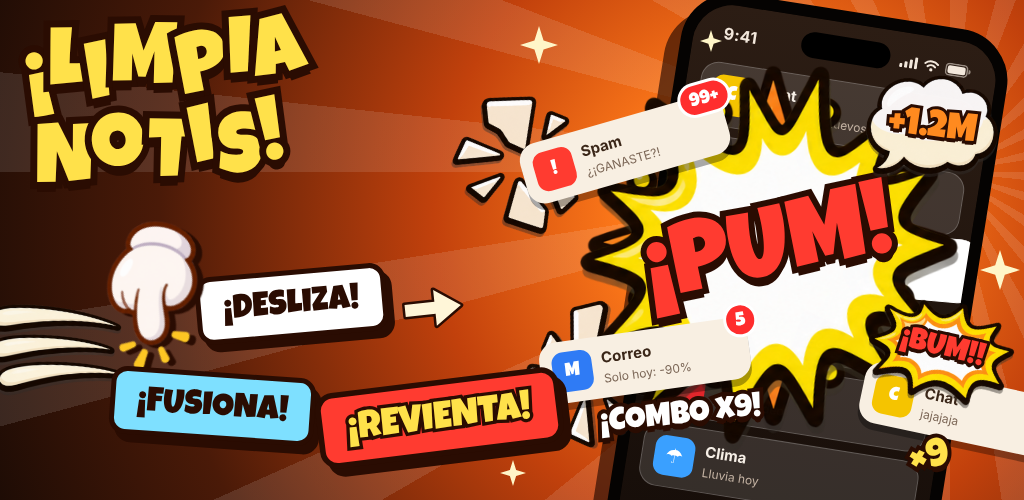 ¡LIMPIA
NOTIS!
9:41
99+
Spam
¿¡GANASTE?!
+1.2M
¡PUM!
¡DESLIZA!
5
Correo
Solo hoy: -90%
¡BUM!!
¡FUSIONA!
¡REVIENTA!
¡COMBO X9!
Chat
jajajaja
+9
Clima
Lluvia hoy